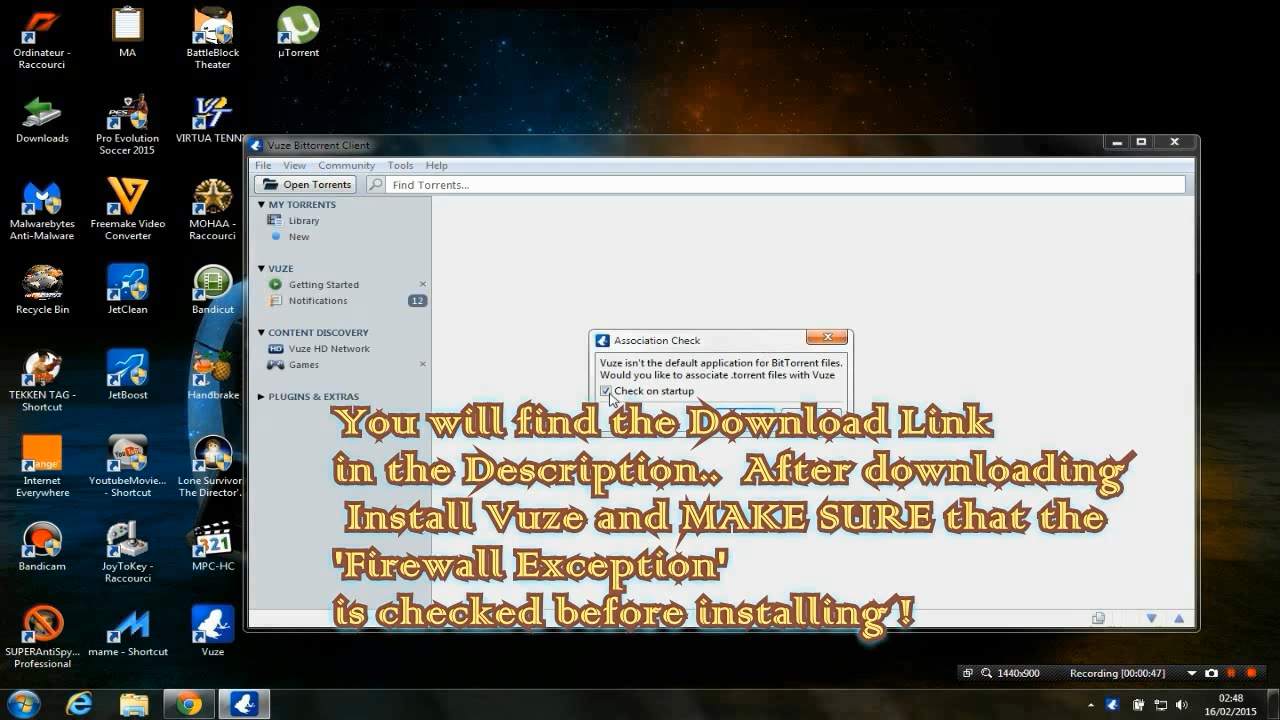 Ordinateur -
Raccourci
MA
BattleBlock
Theater
µTorrent
Downloads
Pro Evolution
Soccer 2015
VIRTUA TENN
Malwarebytes
Anti-Malware
Freemake Video
Converter
MOHAA -
Raccourci
Recycle Bin
JetClean
Bandicut
TEKKEN TAG -
Shortcut
JetBoost
Handbrake
Internet
Everywhere
YoutubeMovie...
- Shortcut
Lone Survivor
The Director'.
Bandicam
JoyToKey -
Raccourci
MPC-HC
SUPERAntiSpy...
Professional
mame - Shortcut
Vuze
Vuze Bittorrent Client
File View Community Tools Help
Open Torrents
Find Torrents...
MY TORRENTS
Library
New
VUZE
Getting Started
Notifications 12
CONTENT DISCOVERY
HD Vuze HD Network
Games
PLUGINS & EXTRAS
Association Check
Vuze isn't the default application for BitTorrent files.
Would you like to associate .torrent files with Vuze
Check on startup
You will find the Download Link
in the Description.. After downloading
Install Vuze and MAKE SURE that the
'Firewall Exception'
is checked before installing !
1440x900 Recording [00:00:47]
02:48
16/02/2015